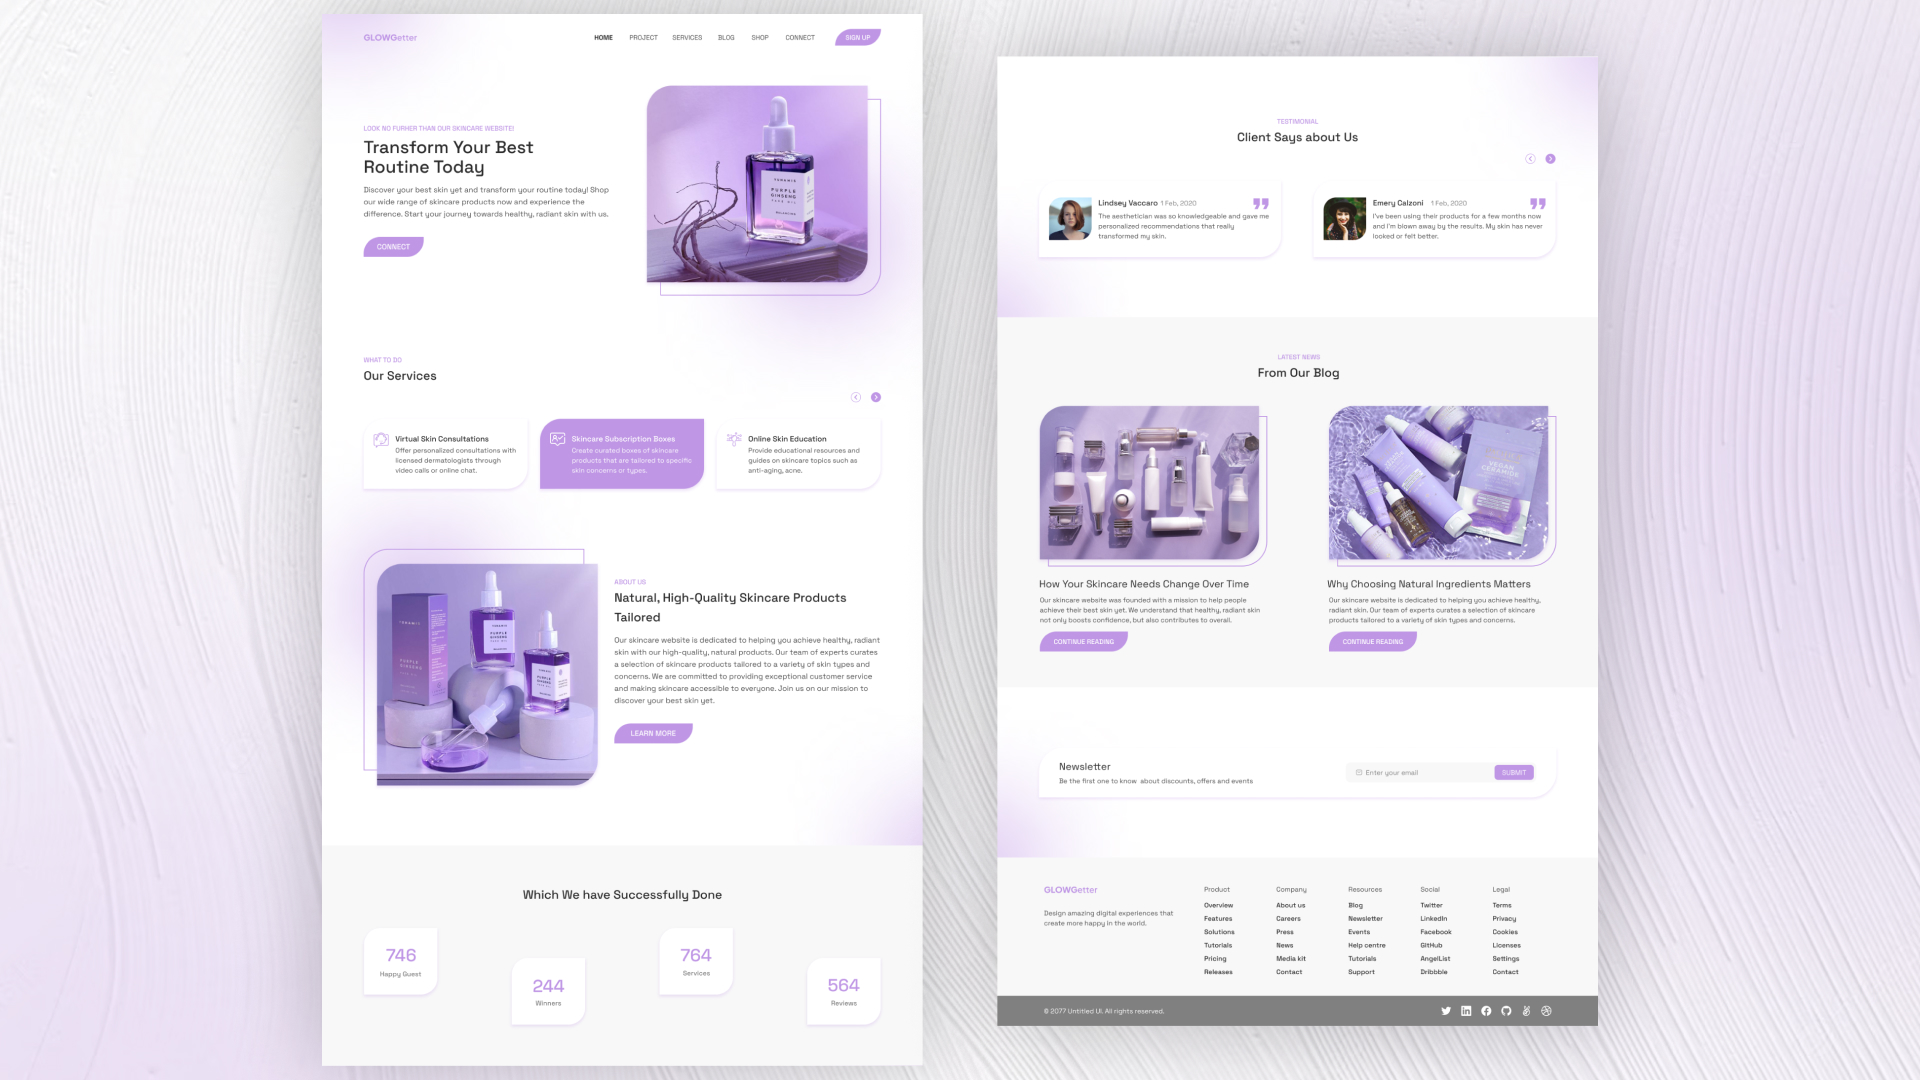 GLOWGetter
HOME PROJECT SERVICES BLOG SHOP CONNECT SIGN UP
LOOK NO FURHER THAN OUR SKINCARE WEBSITE!
Transform Your Best
Routine Today
Discover your best skin yet and transform your routine today! Shop
our wide range of skincare products now and experience the
difference. Start your journey towards healthy, radiant skin with us.
CONNECT
PURPLE
GINSENG
WHAT TO DO
Our Services
Virtual Skin Consultations
Offer personalized consultations with
licensed dermatologists through
video calls or online chat.
Skincare Subscription Boxes
Create curated boxes of skincare
products that are tailored to specific
skin concerns or types.
Online Skin Education
Provide educational resources and
guides on skincare topics such as
anti-aging, acne.
PURPLE
GINSENG
ABOUT US
Natural, High-Quality Skincare Products
Tailored
Our skincare website is dedicated to helping you achieve healthy, radiant
skin with our high-quality, natural products. Our team of experts curates
a selection of skincare products tailored to a variety of skin types and
concerns. We are committed to providing exceptional customer service
and making skincare accessible to everyone. Join us on our mission to
discover your best skin yet.
LEARN MORE
Which We have Successfully Done
746
Happy Guest
244
Winners
764
Services
564
Reviews
TESTIMONIAL
Client Says about Us
Lindsey Vaccaro 1 Feb, 2020
The aesthetician was so knowledgeable and gave me
personalized recommendations that really
transformed my skin.
Emery Calzoni 1 Feb, 2020
I've been using their products for a few months now
and I'm blown away by the results. My skin has never
looked or felt better.
LATEST NEWS
From Our Blog
VEGAN
CERAMIDE
How Your Skincare Needs Change Over Time
Our skincare website was founded with a mission to help people
achieve their best skin yet. We understand that healthy, radiant skin
not only boosts confidence, but also contributes to overall.
CONTINUE READING
Why Choosing Natural Ingredients Matters
Our skincare website is dedicated to helping you achieve healthy,
radiant skin. Our team of experts curates a selection of skincare
products tailored to a variety of skin types and concerns.
CONTINUE READING
Newsletter
Be the first one to know about discounts, offers and events
Enter your email
SUBMIT
GLOWGetter
Design amazing digital experiences that
create more happy in the world.
Product
Overview
Features
Solutions
Tutorials
Pricing
Releases
Company
About us
Careers
Press
News
Media kit
Contact
Resources
Blog
Newsletter
Events
Help centre
Tutorials
Support
Social
Twitter
LinkedIn
Facebook
GitHub
AngelList
Dribbble
Legal
Terms
Privacy
Cookies
Licenses
Settings
Contact
© 2077 Untitled UI. All rights reserved.